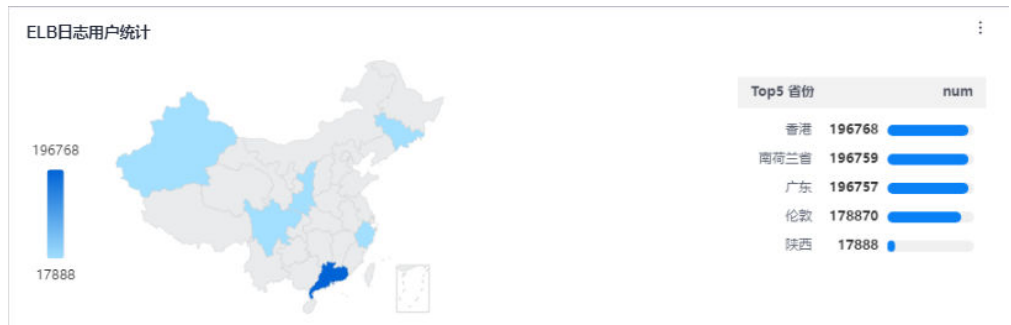 ELB日志用户统计
196768
17888
Top5 省份 num
香港 196768
南荷兰省 196759
广东 196757
伦敦 178870
陕西 17888